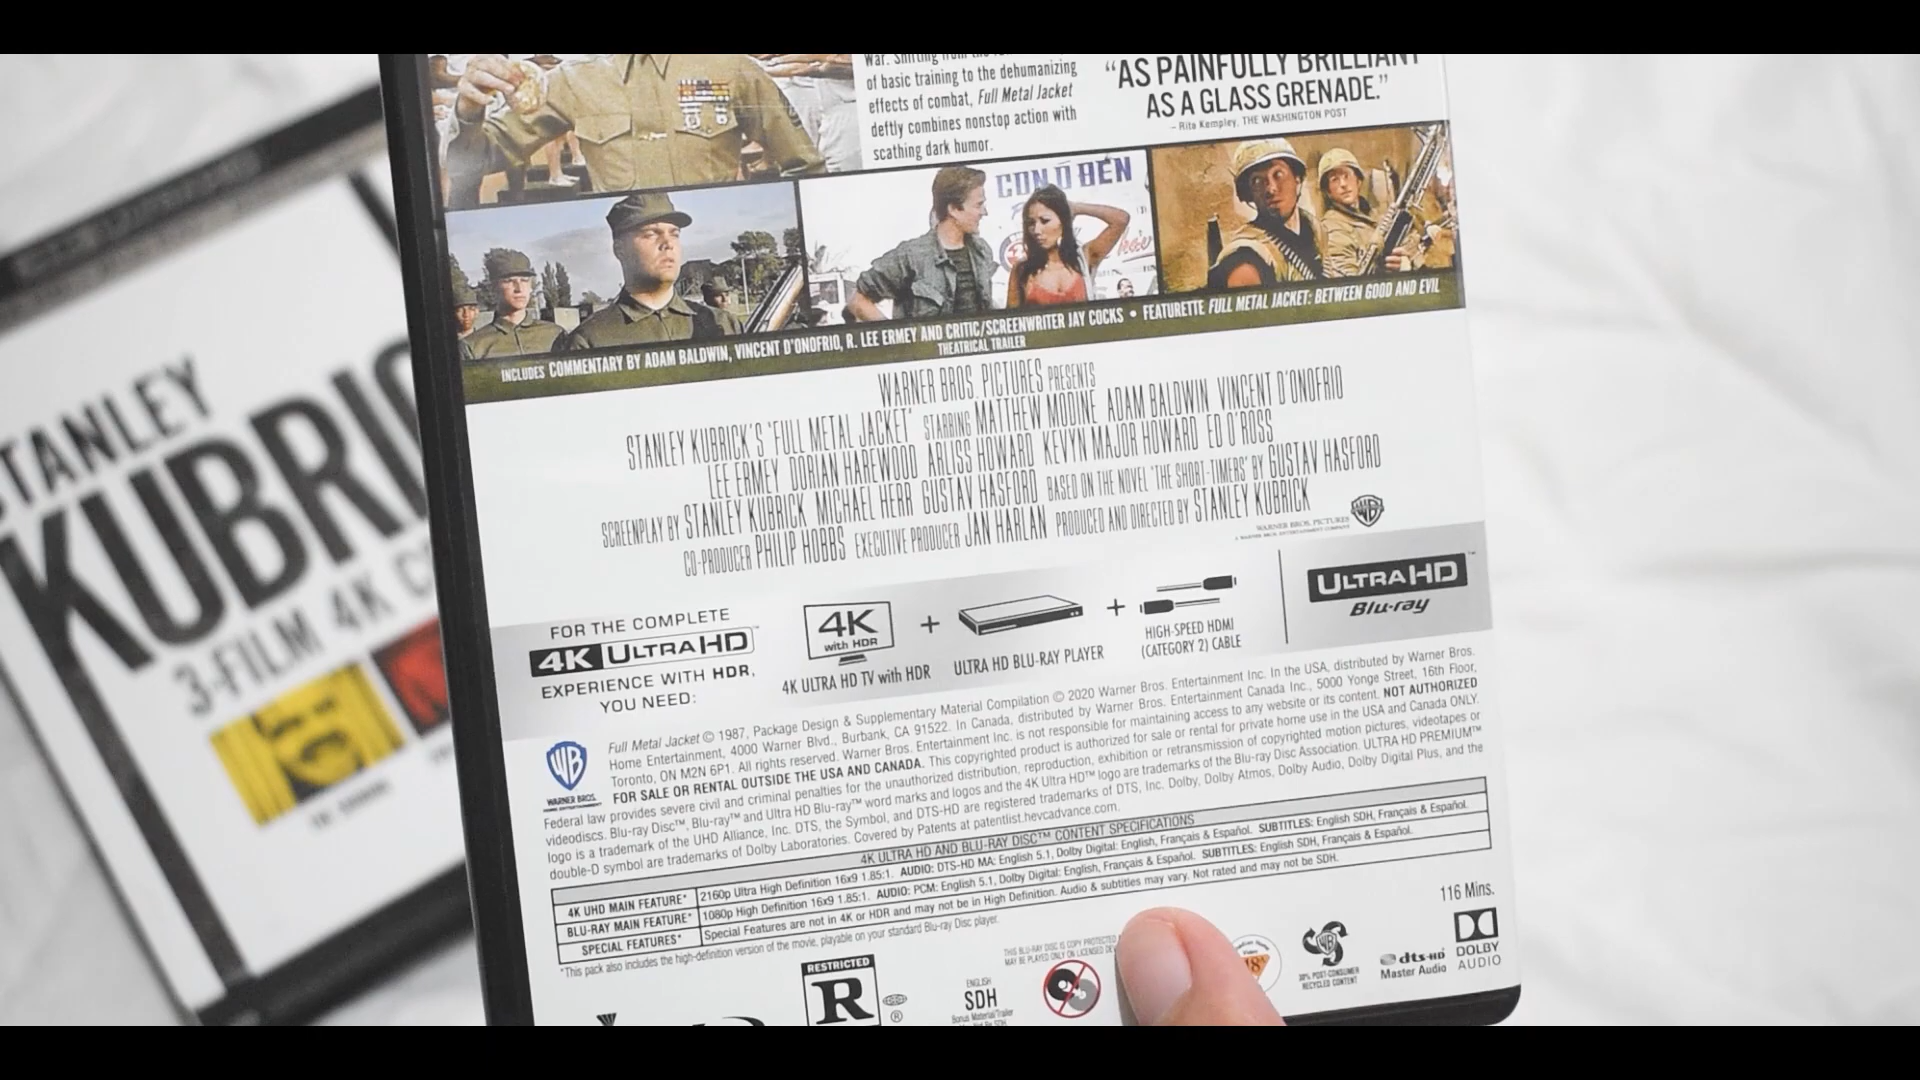 of basic training to the dehumanizing
effects of combat, Full Metal Jacket
deftly combines nonstop action with
scathing dark humor.
“AS PAINFULLY BRILLIANT
AS A GLASS GRENADE.”
– Rita Kempley, THE WASHINGTON POST
INCLUDES COMMENTARY BY ADAM BALDWIN, VINCENT D'ONOFRIO, R. LEE ERMEY AND CRITIC/SCREENWRITER JAY COCKS • FEATURETTE FULL METAL JACKET: BETWEEN GOOD AND EVIL
THEATRICAL TRAILER
WARNER BROS. PICTURES PRESENTS
STANLEY KUBRICK'S 'FULL METAL JACKET' STARRING MATTHEW MODINE ADAM BALDWIN VINCENT D'ONOFRIO
LEE ERMEY DORIAN HAREWOOD ARLISS HOWARD KEVYN MAJOR HOWARD ED O'ROSS
SCREENPLAY BY STANLEY KUBRICK MICHAEL HERR GUSTAV HASFORD BASED ON THE NOVEL 'THE SHORT-TIMERS' BY GUSTAV HASFORD
CO-PRODUCER PHILIP HOBBS EXECUTIVE PRODUCER JAN HARLAN PRODUCED AND DIRECTED BY STANLEY KUBRICK
WARNER BROS. PICTURES
FOR THE COMPLETE
4K ULTRA HD™
EXPERIENCE WITH HDR,
YOU NEED:
4K
with HDR
4K ULTRA HD TV with HDR
+
ULTRA HD BLU-RAY PLAYER
+
HIGH-SPEED HDMI
(CATEGORY 2) CABLE
ULTRA HD™
Blu-ray
WB
WARNER BROS.
Full Metal Jacket © 1987, Package Design & Supplementary Material Compilation © 2020 Warner Bros. Entertainment Inc. In the USA, distributed by Warner Bros.
Home Entertainment, 4000 Warner Blvd., Burbank, CA 91522. In Canada, distributed by Warner Bros. Entertainment Canada Inc., 5000 Yonge Street, 16th Floor,
Toronto, ON M2N 6P1. All rights reserved. Warner Bros. Entertainment Inc. is not responsible for maintaining access to any website or its content. NOT AUTHORIZED
FOR SALE OR RENTAL OUTSIDE THE USA AND CANADA. This copyrighted product is authorized for sale or rental for private home use in the USA and Canada ONLY.
Federal law provides severe civil and criminal penalties for the unauthorized distribution, reproduction, exhibition or retransmission of copyrighted motion pictures, videotapes or
videodiscs. Blu-ray Disc™, Blu-ray™ and Ultra HD Blu-ray™ word marks and logos and the 4K Ultra HD™ logo are trademarks of the Blu-ray Disc Association. ULTRA HD PREMIUM™
logo is a trademark of the UHD Alliance, Inc. DTS, the Symbol, and DTS-HD are registered trademarks of DTS, Inc. Dolby, Dolby Atmos, Dolby Audio, Dolby Digital Plus, and the
double-D symbol are trademarks of Dolby Laboratories. Covered by Patents at patentlist.hevcadvance.com.
4K ULTRA HD AND BLU-RAY DISC™ CONTENT SPECIFICATIONS
4K UHD MAIN FEATURE* 2160p Ultra High Definition 16x9 1.85:1. AUDIO: DTS-HD MA: English 5.1, Dolby Digital: English, Français & Español. SUBTITLES: English SDH, Français & Español.
BLU-RAY MAIN FEATURE* 1080p High Definition 16x9 1.85:1. AUDIO: PCM: English 5.1, Dolby Digital: English, Français & Español. SUBTITLES: English SDH, Français & Español.
SPECIAL FEATURES* Special Features are not in 4K or HDR and may not be in High Definition. Audio & subtitles may vary. Not rated and may not be SDH.
*This pack also includes the high-definition version of the movie, playable on your standard Blu-ray Disc player.
116 Mins.
RESTRICTED
R
®
ENGLISH
SDH
THIS BLU-RAY DISC IS COPY PROTECTED
MAY BE PLAYED ONLY ON LICENSED
18A
30% POST-CONSUMER
RECYCLED CONTENT
dts-HD
Master Audio
DOLBY
AUDIO
STANLEY
KUBRIC
3-FILM 4K C